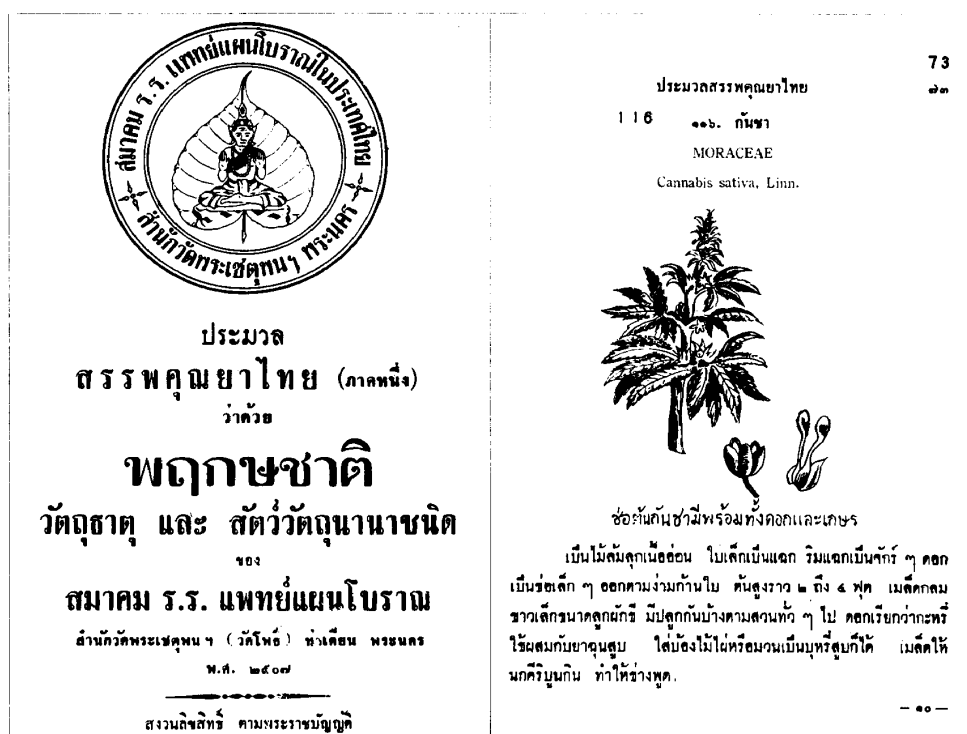 สมาคม ร.ร. แพทย์แผนโบราณในประเทศไทย
สำนักวัดพระเชตุพนฯ พระนคร
ประมวล
สรรพคุณยาไทย (ภาคหนึ่ง)
ว่าด้วย
พฤกษชาติ
วัตถุธาตุ และ สัตว์วัตถุนานาชนิด
ของ
สมาคม ร.ร. แพทย์แผนโบราณ
สำนักวัดพระเชตุพน ฯ (วัดโพธิ์) ท่าเตียน พระนคร
พ.ศ. ๒๕๐๗
สงวนลิขสิทธิ์ ตามพระราชบัญญัติ
73
ประมวลสรรพคุณยาไทย ๗๓
116 ๑๑๖. กันชา
MORACEAE
Cannabis sativa, Linn.
ช่อต้นกันชามีพร้อมทั้งดอกและเกษร
เป็นไม้ล้มลุกเนื้ออ่อน ใบเล็กเป็นแฉก ริมแฉกเป็นจักร์ ๆ ดอก
เป็นช่อเล็ก ๆ ออกตามง่ามก้านใบ ต้นสูงราว ๒ ถึง ๔ ฟุต เมล็ดกลม
ขาวเล็กขนาดลูกผักชี มีปลูกกันบ้างตามสวนทั่ว ๆ ไป ดอกเรียกว่ากะหรี่
ใช้ผสมกับยาฉุนสูบ ใส่บ้องไม้ไผ่หรือมวนเป็นบุหรี่สูบก็ได้ เมล็ดให้
นกคีรีบูนกิน ทำให้ช่างพูด.
— ๑๐ —